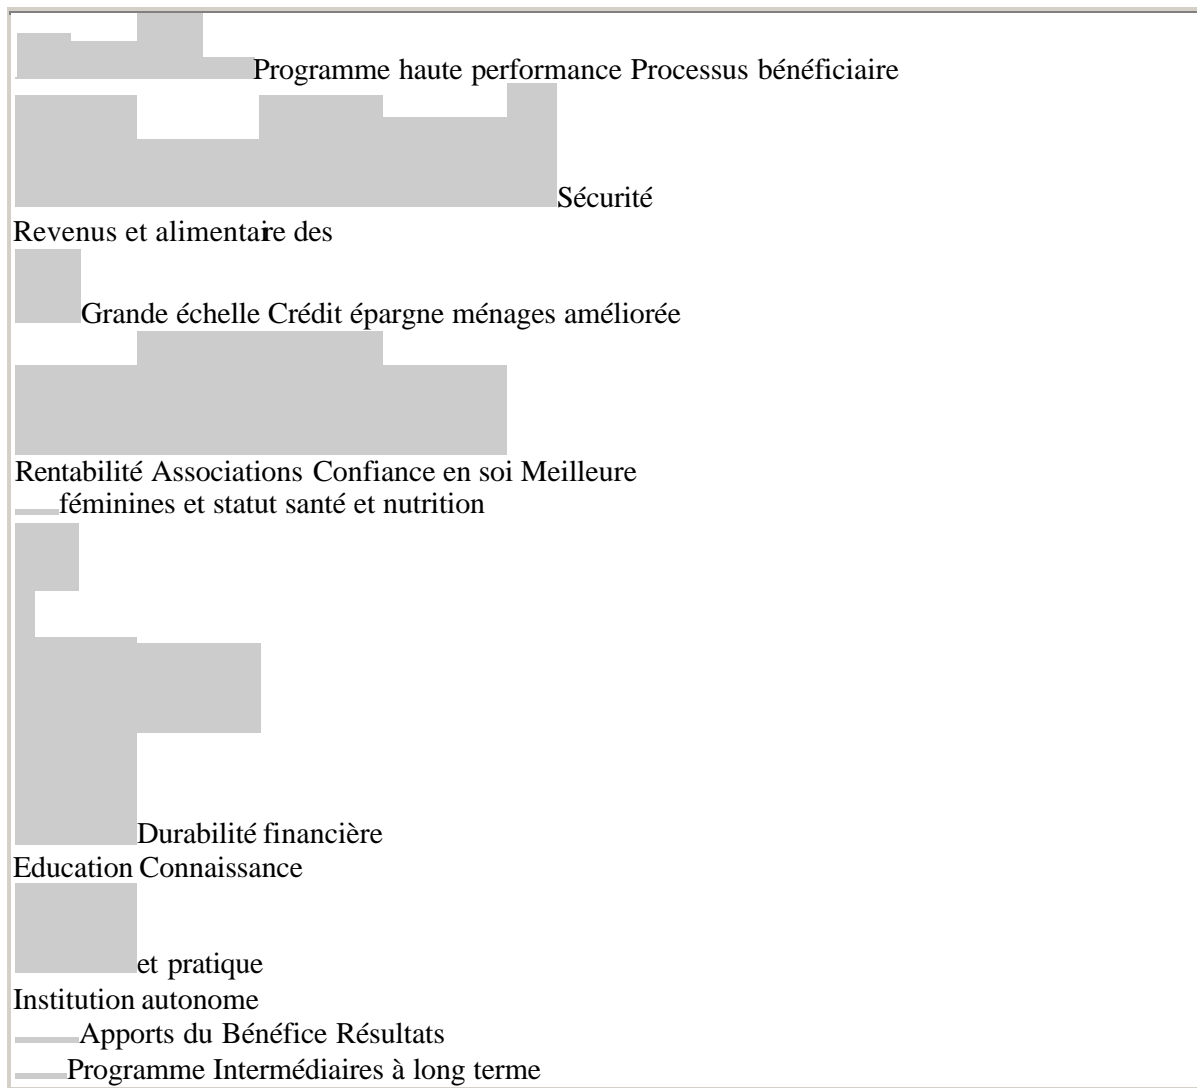 Programme haute performance Processus bénéficiaire
Sécurité
Revenus et alimentaire des
Grande échelle Crédit épargne ménages améliorée
Rentabilité Associations Confiance en soi Meilleure
féminines et statut santé et nutrition
Durabilité financière
Education Connaissance
et pratique
Institution autonome
Apports du Bénéfice Résultats
Programme Intermédiaires à long terme